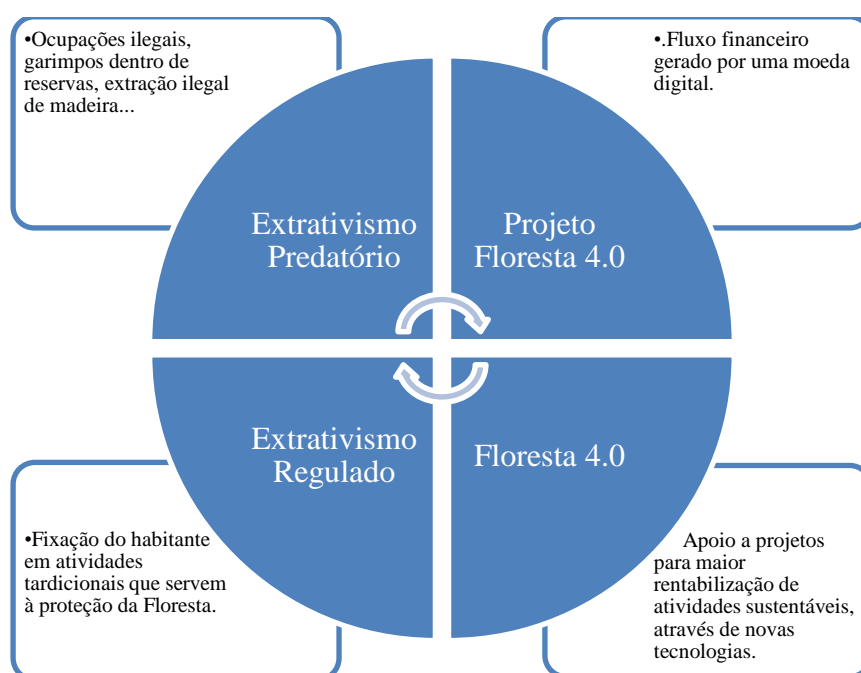 •Ocupações ilegais,
garimpos dentro de
reservas, extração ilegal
de madeira...
•.Fluxo financeiro
gerado por uma moeda
digital.
Extrativismo
Predatório
Projeto
Floresta 4.0
Extrativismo
Regulado
Floresta 4.0
•Fixação do habitante
em atividades
tardicionais que servem
à proteção da Floresta.
Apoio a projetos
para maior
rentabilização de
atividades sustentáveis,
através de novas
tecnologias.